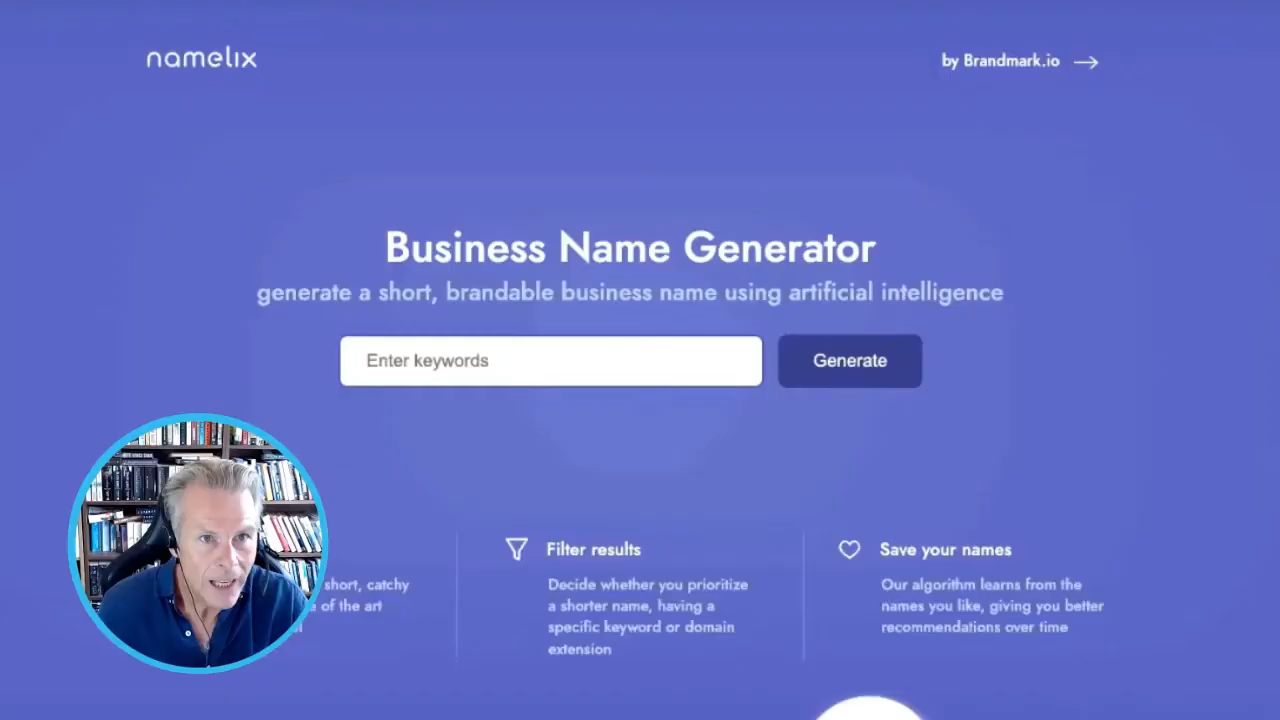 namelix
by Brandmark.io
Business Name Generator
generate a short, brandable business name using artificial intelligence
Enter keywords
Generate
short, catchy
of the art
Filter results
Decide whether you prioritize
a shorter name, having a
specific keyword or domain
extension
Save your names
Our algorithm learns from the
names you like, giving you better
recommendations over time